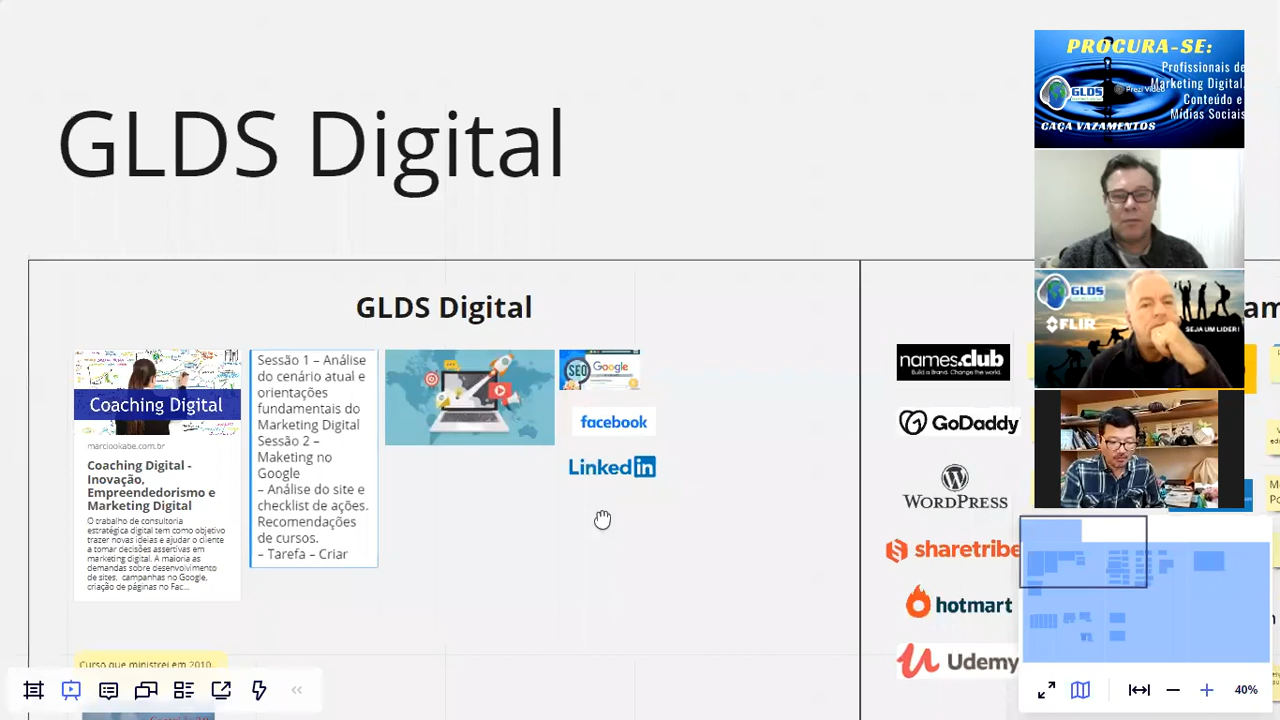 GLDS Digital
GLDS Digital
Coaching Digital
marciookabe.com.br
Coaching Digital -
Inovação,
Empreendedorismo e
Marketing Digital
O trabalho de consultoria
estratégica digital tem como objetivo
trazer novas ideias e ajudar o cliente
a tomar decisões assertivas em
marketing digital. A maioria as
demandas sobre desenvolvimento
de sites, campanhas no Google,
criação de páginas no Fac...
Sessão 1 – Análise
do cenário atual e
orientações
fundamentais do
Marketing Digital
Sessão 2 –
Maketing no
Google
– Análise do site e
checklist de ações.
Recomendações
de cursos.
– Tarefa – Criar
SEO
Google
facebook
Linked in
Curso que ministrei em 2010.
names.club
Build a Brand. Change the world.
GoDaddy
WORDPRESS
sharetribe
hotmart
Udemy
PROCURA-SE:
Profissionais de
Marketing Digital,
Conteúdo e
Mídias Sociais
GLDS
Prezi Video
CAÇA VAZAMENTOS
GLDS
FLIR
SEJA UM LIDER!
am
40%